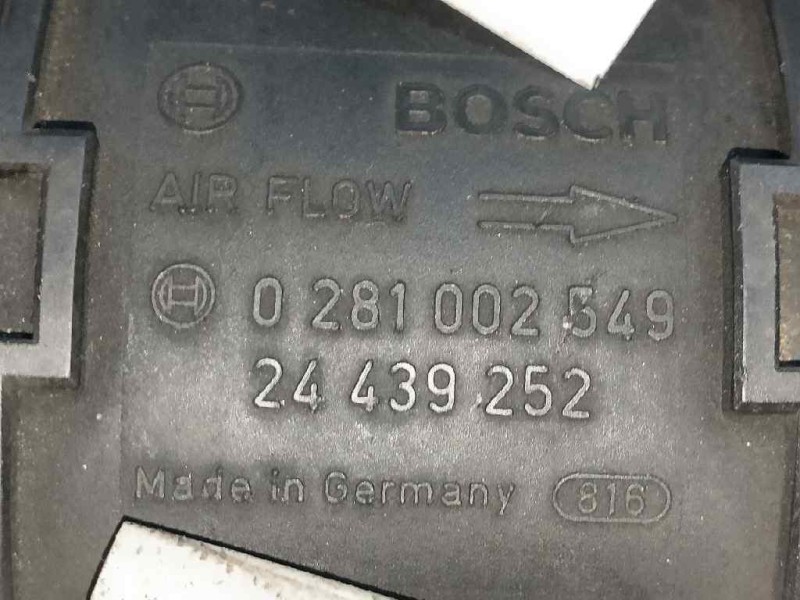 BOSCH
AIR FLOW
0 281 002 549
24 439 252
Made in Germany 816